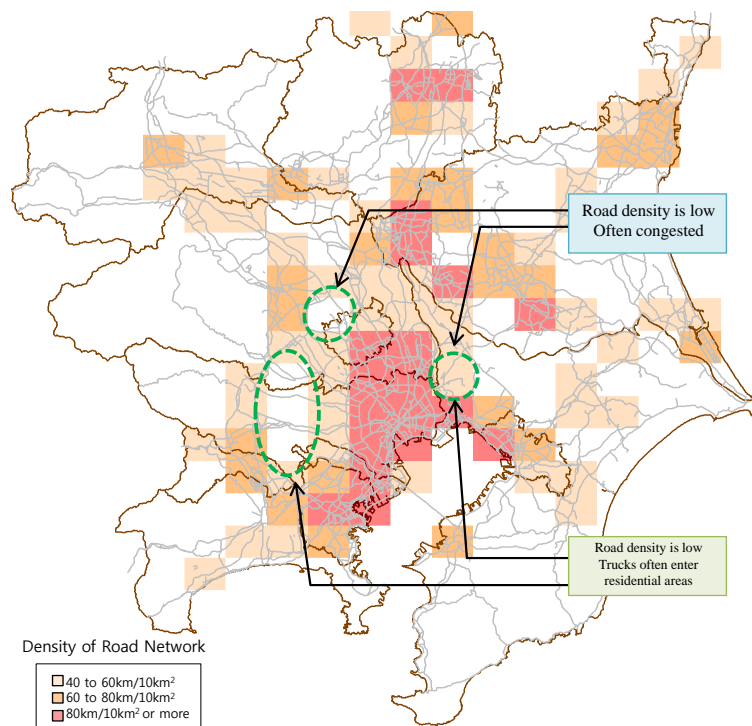 Road density is low
Often congested
Road density is low
Trucks often enter
residential areas
Density of Road Network
40 to 60km/10km²
60 to 80km/10km²
80km/10km² or more